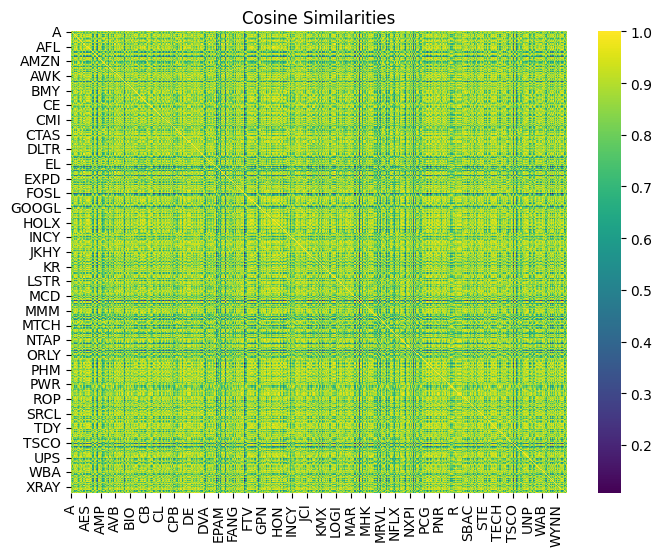 Cosine Similarities
A
AFL
AMZN
AWK
BMY
CE
CMI
CTAS
DLTR
EL
EXPD
FOSL
GOOGL
HOLX
INCY
JKHY
KR
LSTR
MCD
MMM
MTCH
NTAP
ORLY
PHM
PWR
ROP
SRCL
TDY
TSCO
UPS
WBA
XRAY
A
AES
AMP
AVB
BIO
CB
CL
CPB
DE
DVA
EPAM
FANG
FTV
GPN
HON
INCY
JCI
KMX
LOGI
MAR
MHK
MRVL
NFLX
NXPI
PCG
PNR
R
SBAC
STE
TECH
TSCO
UNP
WAB
WYNN
1.0
0.9
0.8
0.7
0.6
0.5
0.4
0.3
0.2